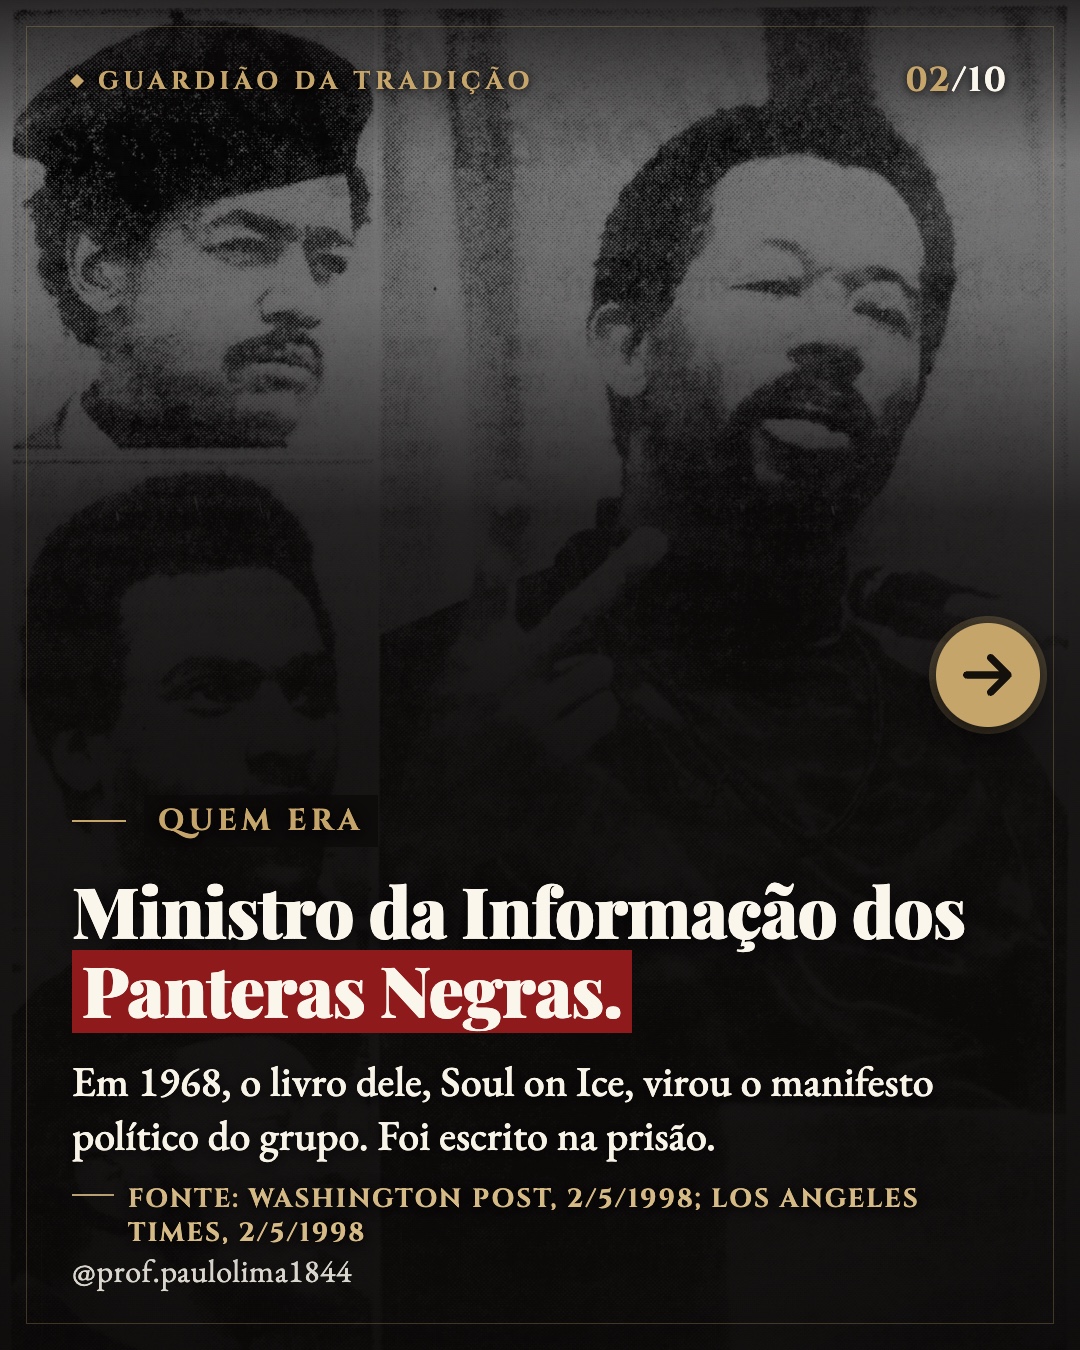 GUARDIÃO DA TRADIÇÃO
02/10
QUEM ERA
Ministro da Informação dos
Panteras Negras.
Em 1968, o livro dele, Soul on Ice, virou o manifesto
político do grupo. Foi escrito na prisão.
FONTE: WASHINGTON POST, 2/5/1998; LOS ANGELES
TIMES, 2/5/1998
@prof.paulolima1844